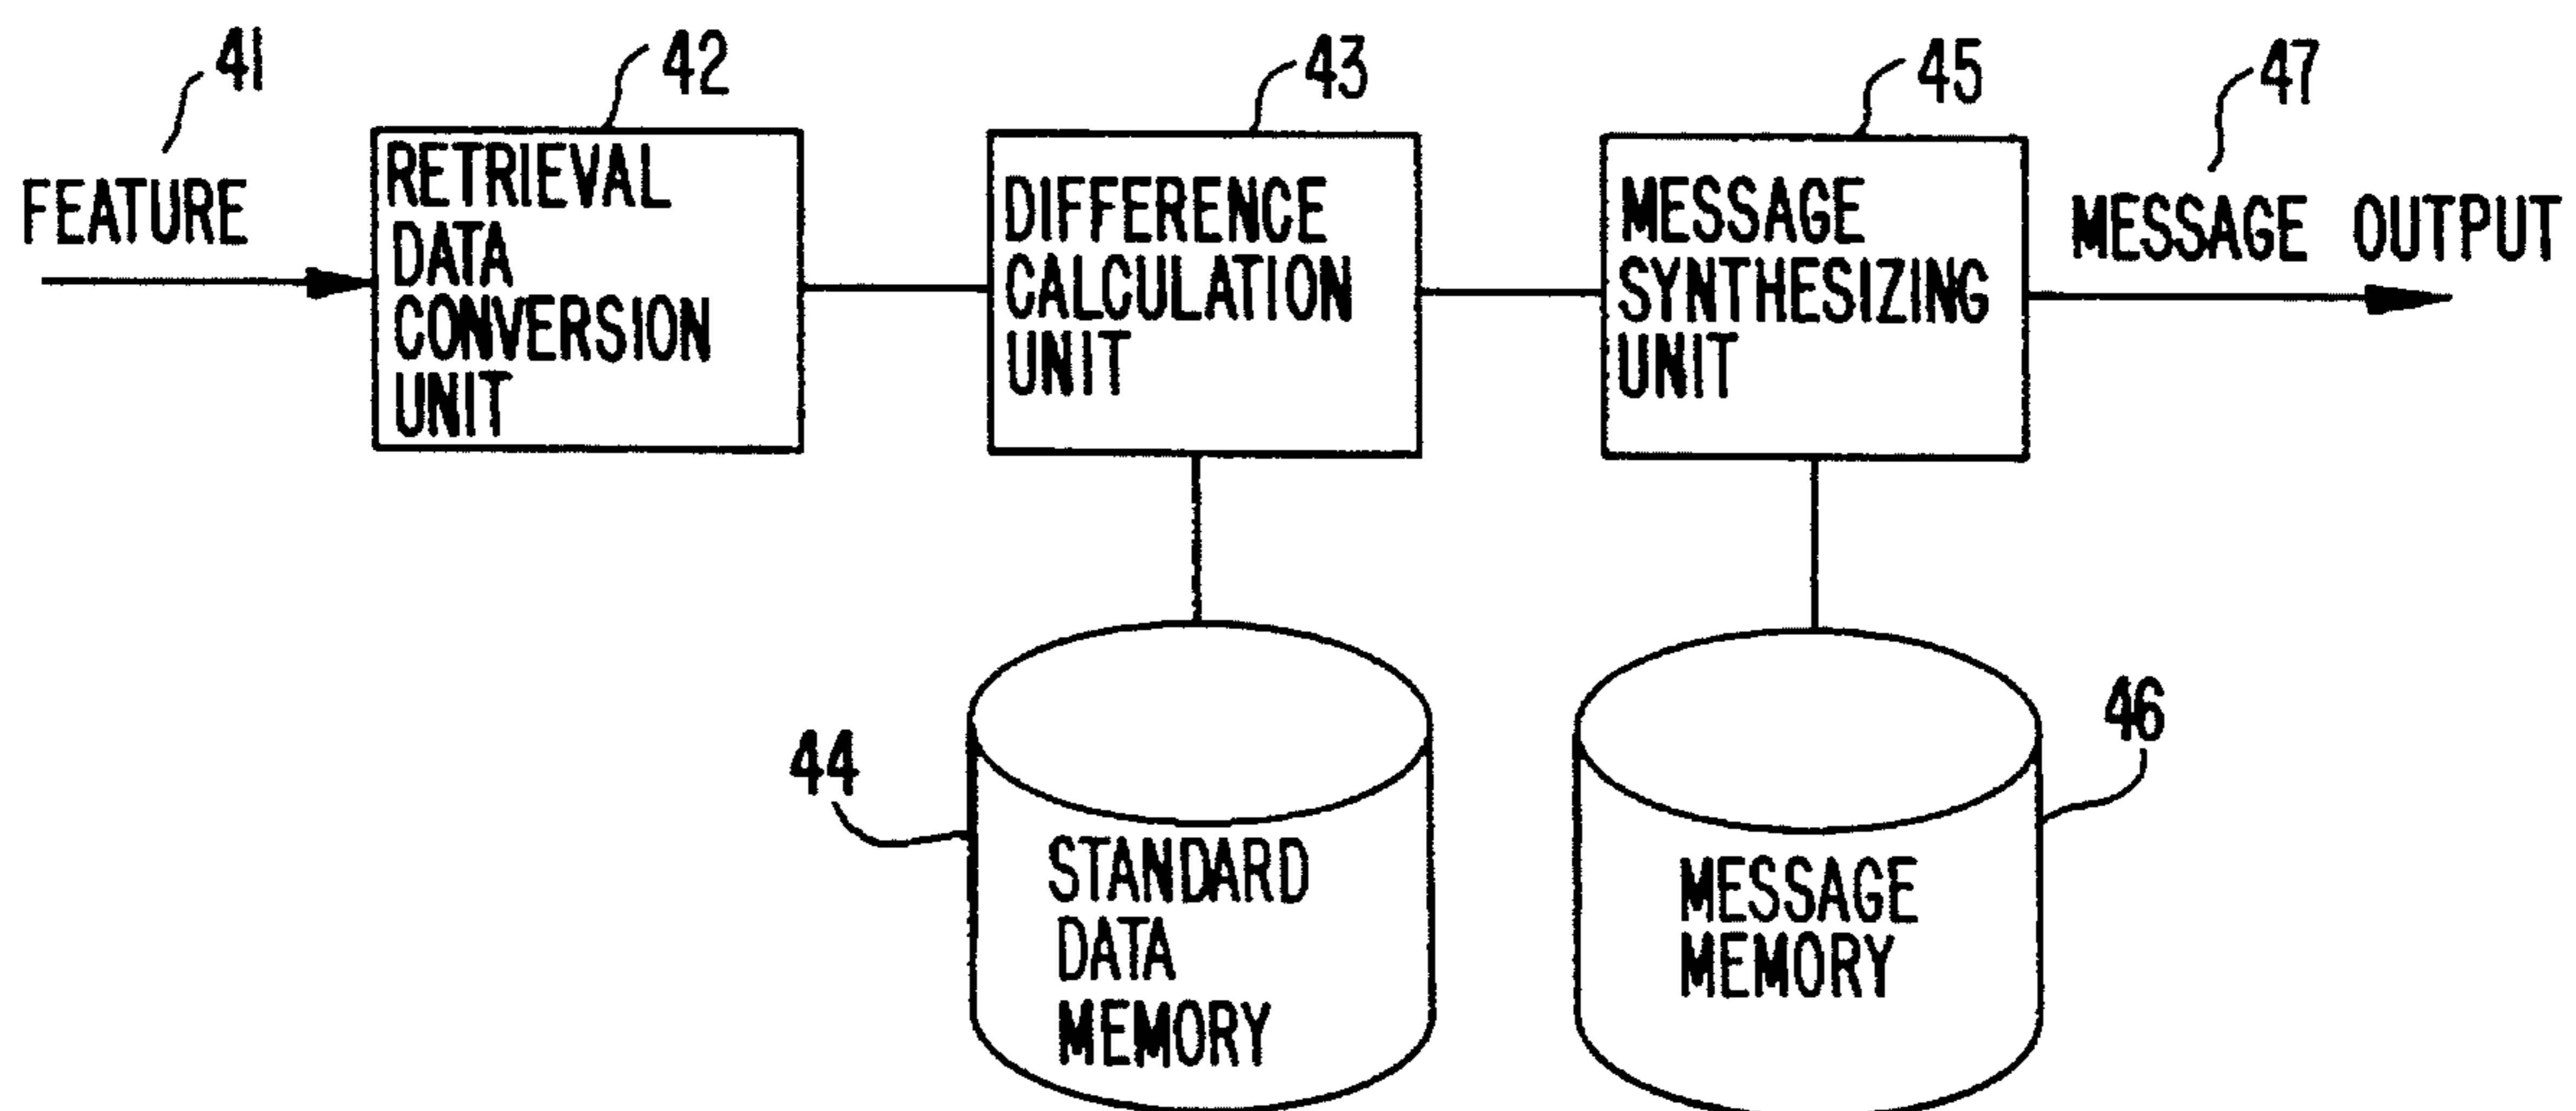 41
42
43
45
47
FEATURE
RETRIEVAL
DATA
CONVERSION
UNIT
DIFFERENCE
CALCULATION
UNIT
MESSAGE
SYNTHESIZING
UNIT
MESSAGE OUTPUT
44
STANDARD
DATA
MEMORY
46
MESSAGE
MEMORY